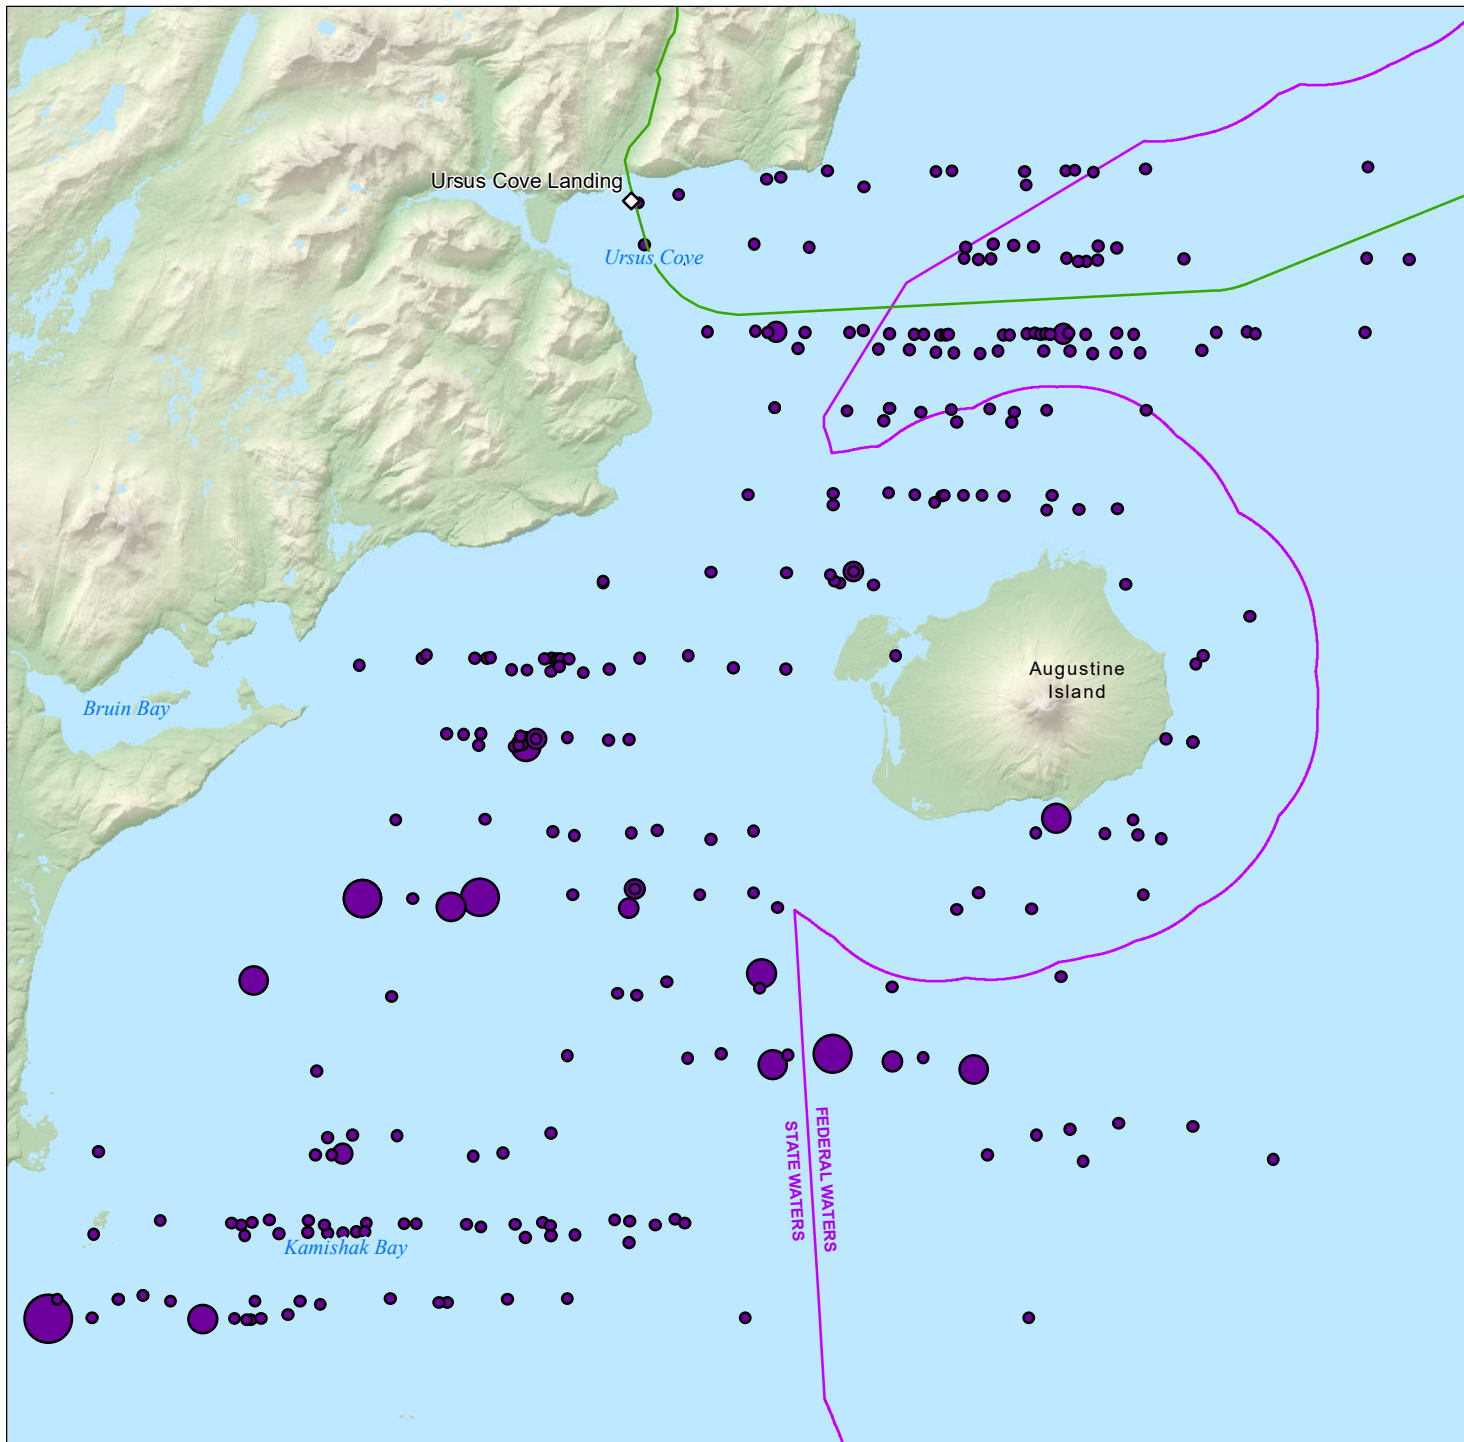 Ursus Cove Landing
Ursus Cove
Augustine
Island
Bruin Bay
FEDERAL WATERS
STATE WATERS
Kamishak Bay